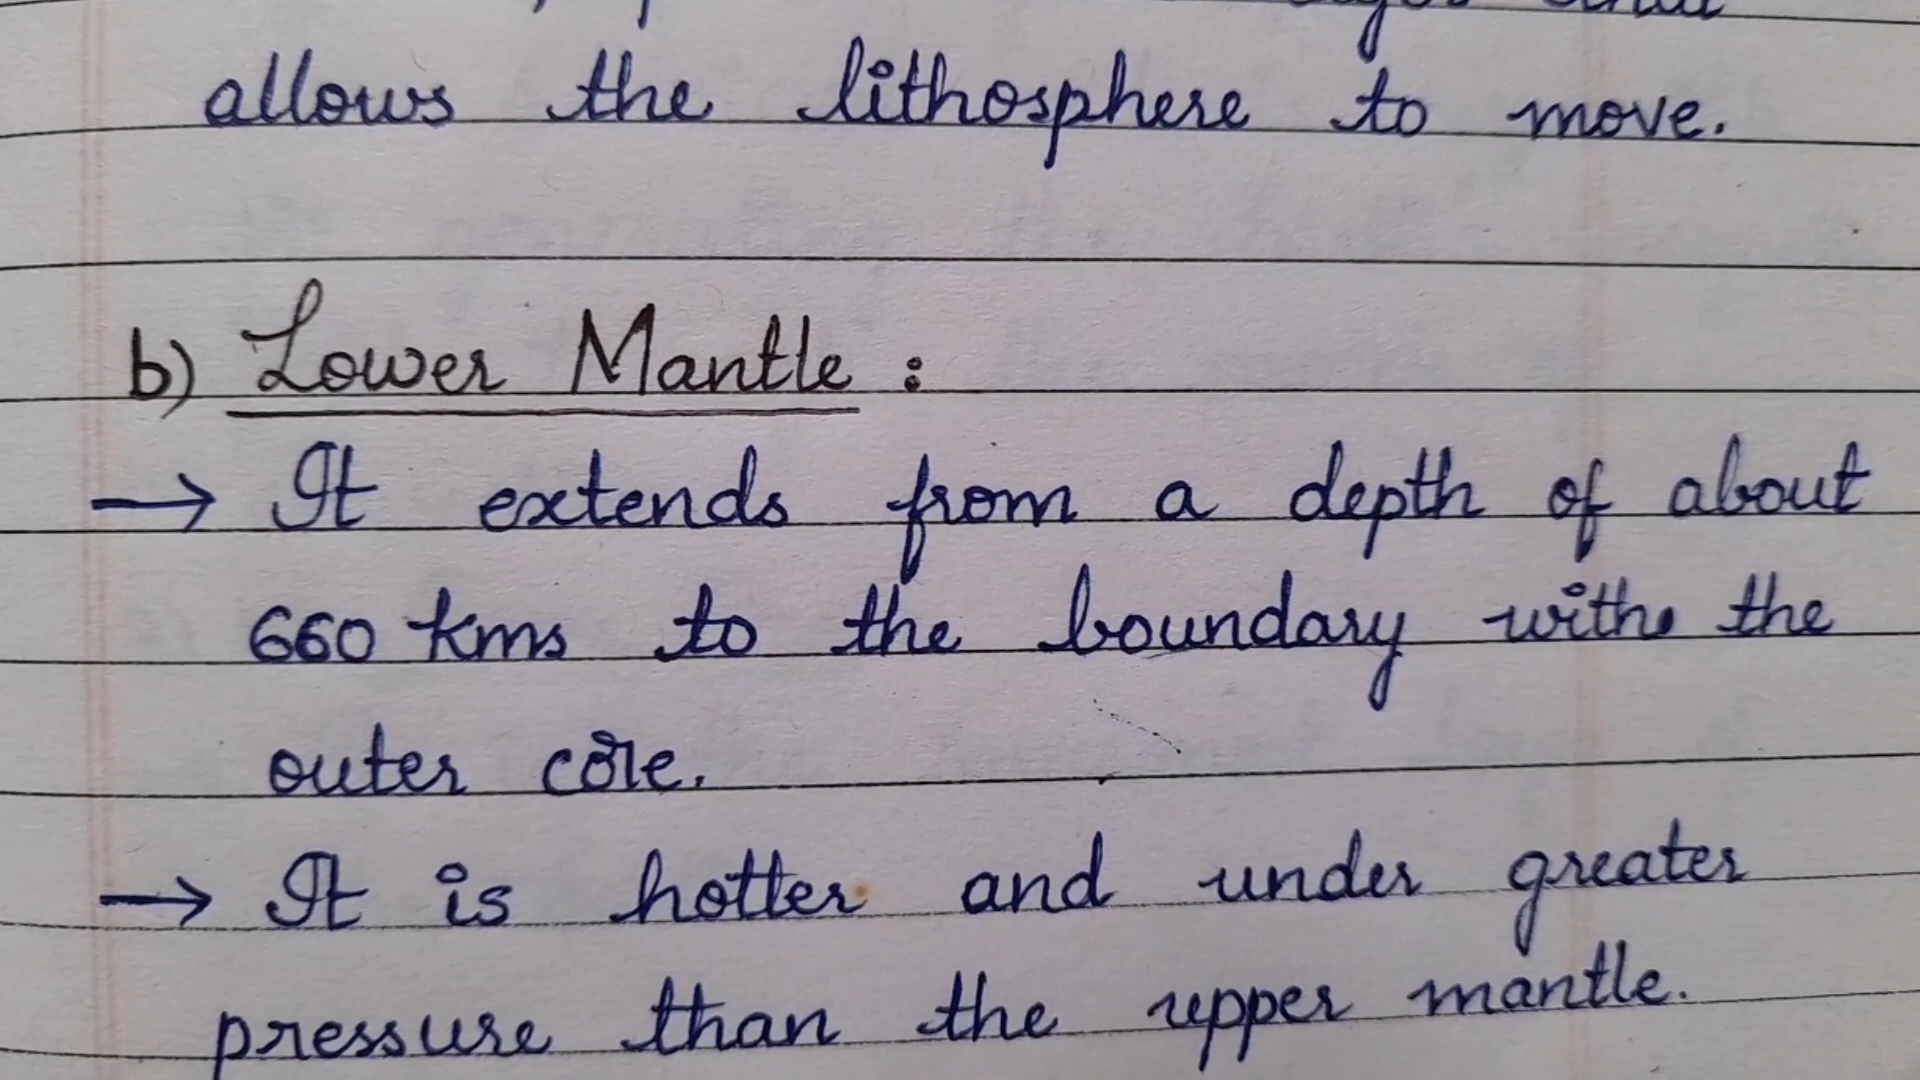 allows the lithosphere to move.
b) Lower Mantle :
→ It extends from a depth of about
660 kms to the boundary with the
outer core.
→ It is hotter and under greater
pressure than the upper mantle.